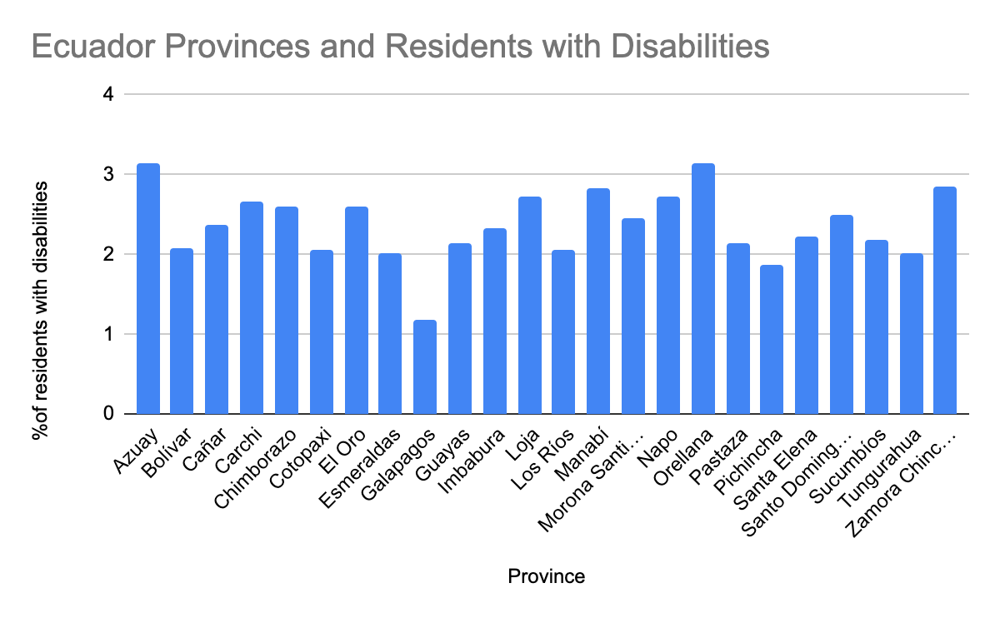 Ecuador Provinces and Residents with Disabilities
%of residents with disabilities
4
3
2
1
0
Azuay
Bolívar
Cañar
Carchi
Chimborazo
Cotopaxi
El Oro
Esmeraldas
Galapagos
Guayas
Imbabura
Loja
Los Ríos
Manabí
Morona Santi...
Napo
Orellana
Pastaza
Pichincha
Santa Elena
Santo Doming...
Sucumbíos
Tungurahua
Zamora Chinc...
Province